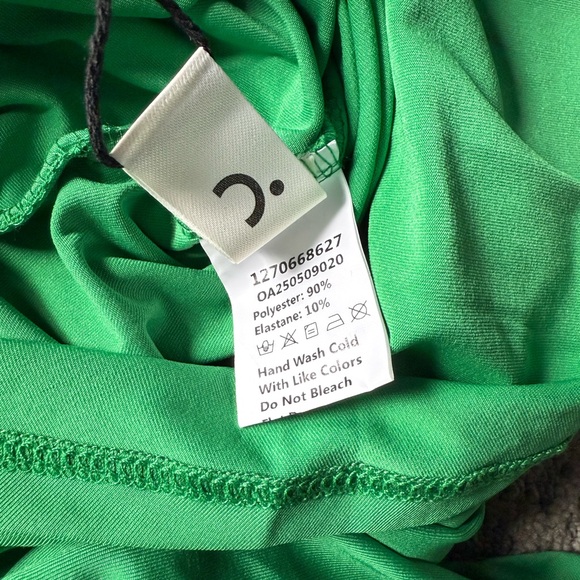 1270668627
OA250509020
Polyester: 90%
Elastane: 10%
Hand Wash Cold
With Like Colors
Do Not Bleach